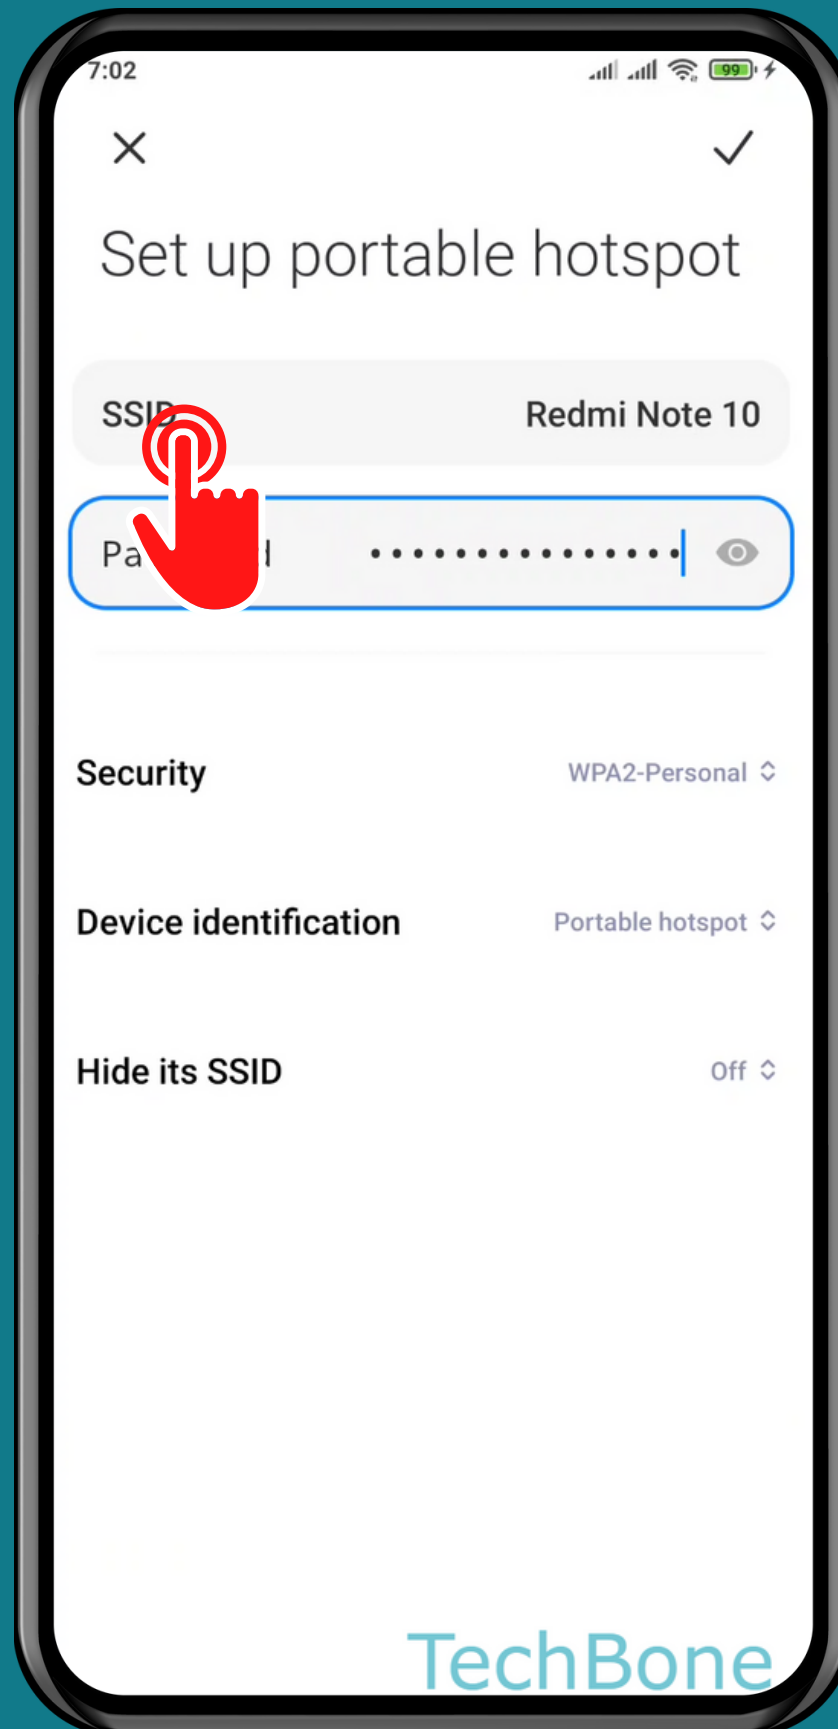 7:02
99
Set up portable hotspot
SSID Redmi Note 10
•••••••••••••••
Security WPA2-Personal
Device identification Portable hotspot
Hide its SSID Off
TechBone